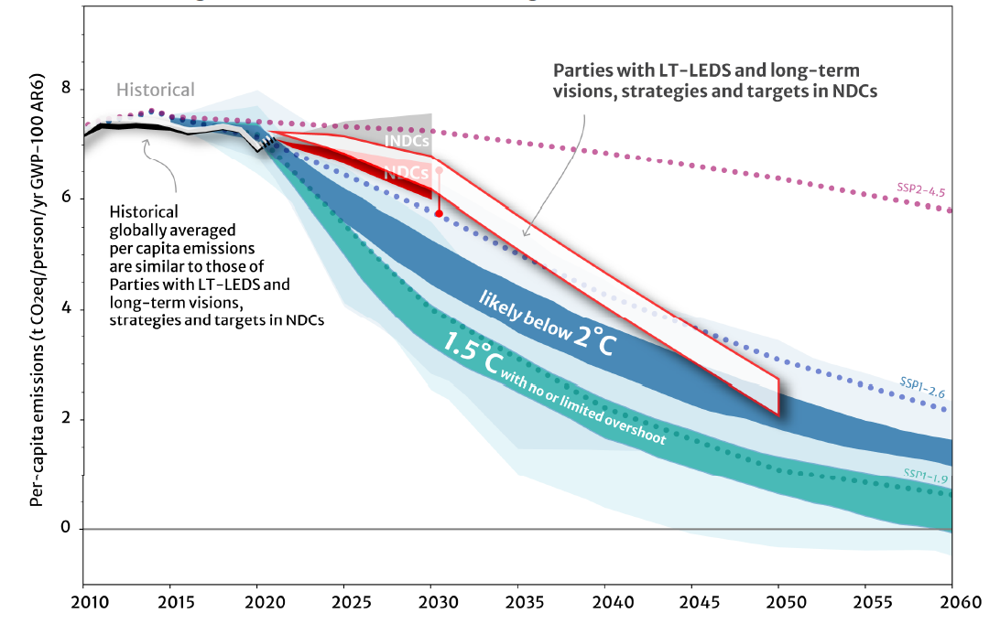 Per-capita emissions (t CO2eq/person/yr GWP-100 AR6)
8
6
4
2
0
Historical
Parties with LT-LEDS and long-term
visions, strategies and targets in NDCs
INDCs
NDCs
SSP2-4.5
Historical
globally averaged
per capita emissions
are similar to those of
Parties with LT-LEDS and
long-term visions,
strategies and targets in NDCs
likely below 2°C
1.5°C with no or limited overshoot
SSP1-2.6
SSP1-1.9
2010 2015 2020 2025 2030 2035 2040 2045 2050 2055 2060